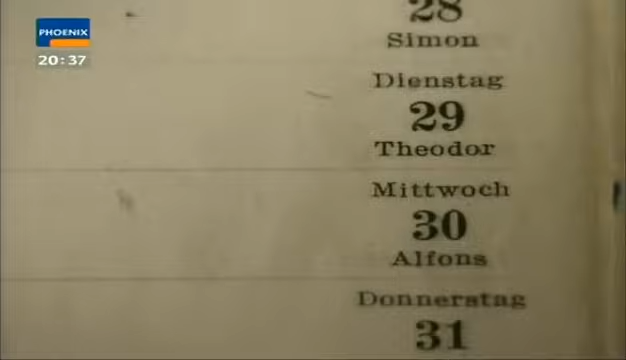 PHOENIX
20:37
28
Simon
Dienstag
29
Theodor
Mittwoch
30
Alfons
Donnerstag
31